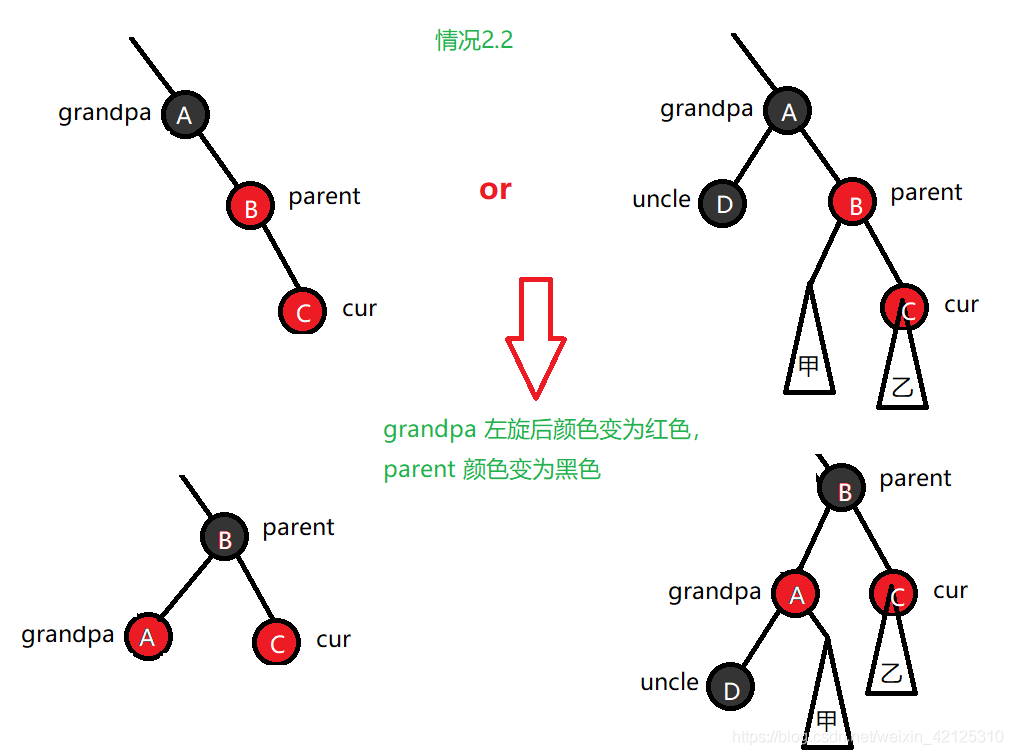 情况2.2
grandpa A
B parent
C cur
or
grandpa A
uncle D
B parent
C cur
甲
乙
grandpa 左旋后颜色变为红色，
parent 颜色变为黑色
B parent
grandpa A
C cur
B parent
grandpa A
C cur
uncle D
甲
乙
https://blog.csdn.net/weixin_42125310